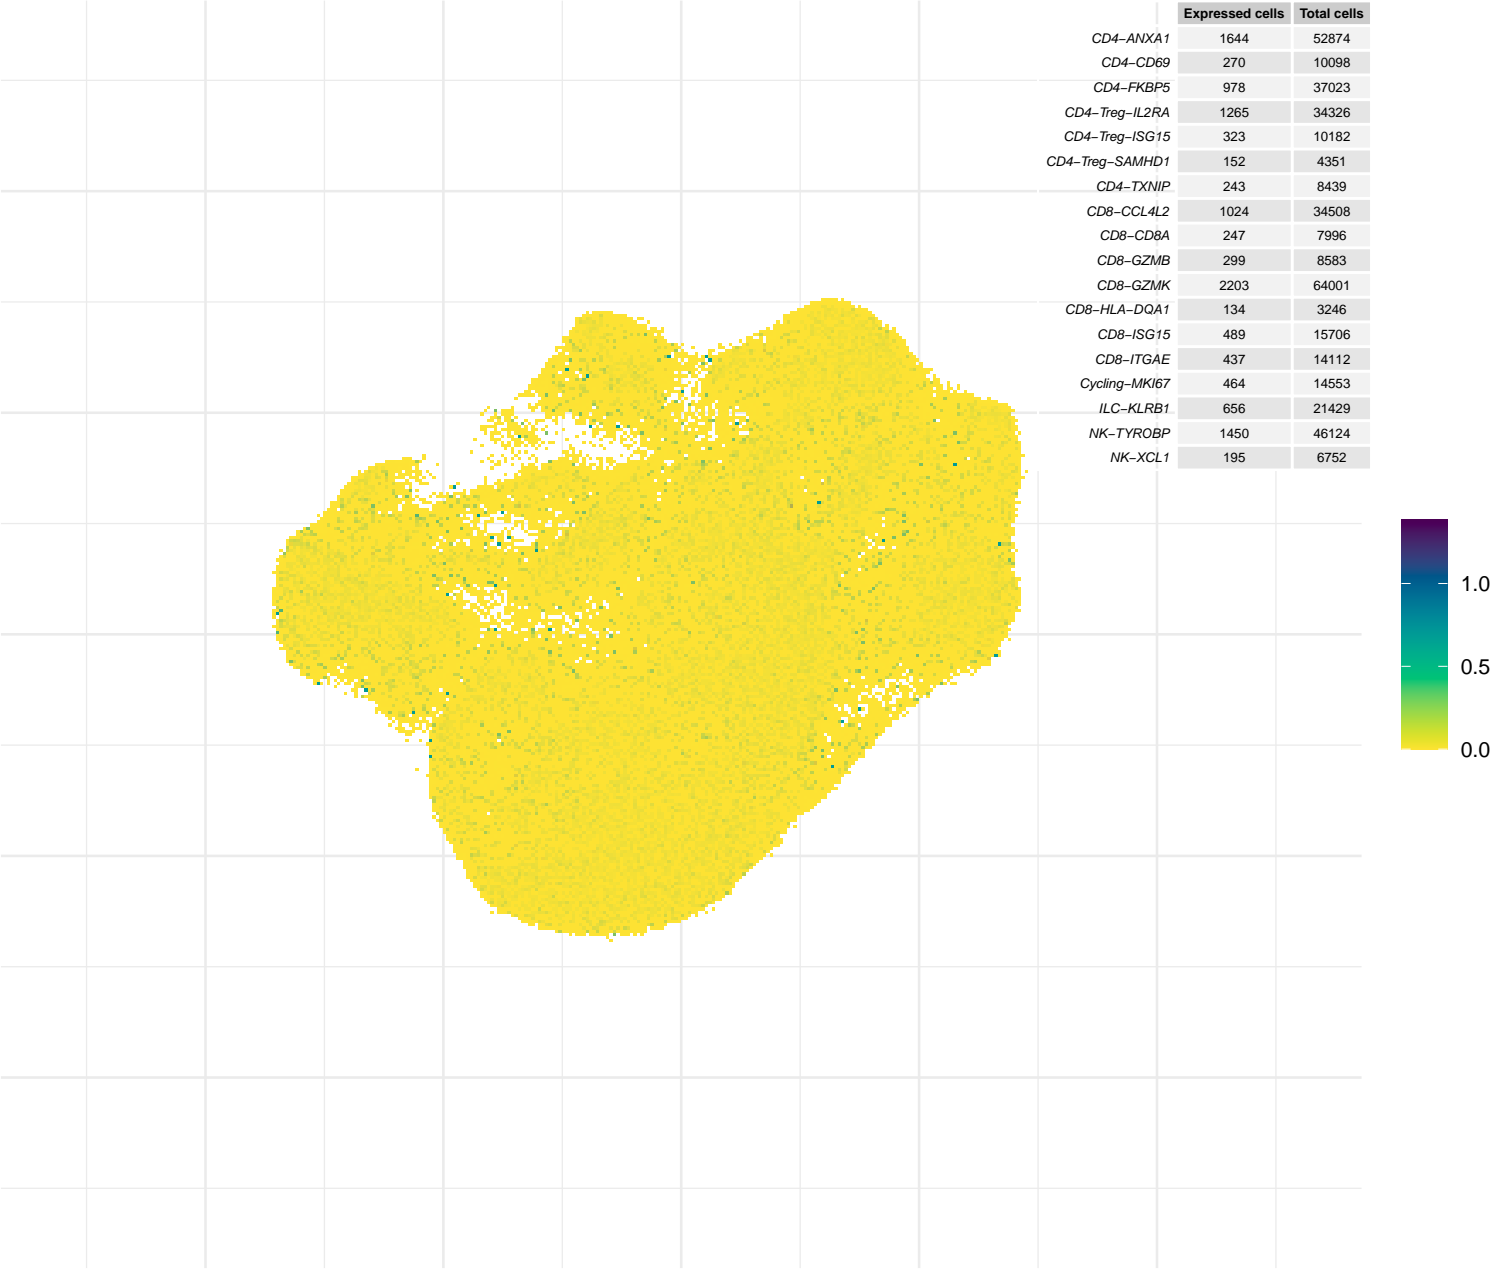 Expressed cells Total cells
CD4−ANXA1 1644 52874
CD4−CD69 270 10098
CD4−FKBP5 978 37023
CD4−Treg−IL2RA 1265 34326
CD4−Treg−ISG15 323 10182
CD4−Treg−SAMHD1 152 4351
CD4−TXNIP 243 8439
CD8−CCL4L2 1024 34508
CD8−CD8A 247 7996
CD8−GZMB 299 8583
CD8−GZMK 2203 64001
CD8−HLA−DQA1 134 3246
CD8−ISG15 489 15706
CD8−ITGAE 437 14112
Cycling−MKI67 464 14553
ILC−KLRB1 656 21429
NK−TYROBP 1450 46124
NK−XCL1 195 6752
1.0
0.5
0.0